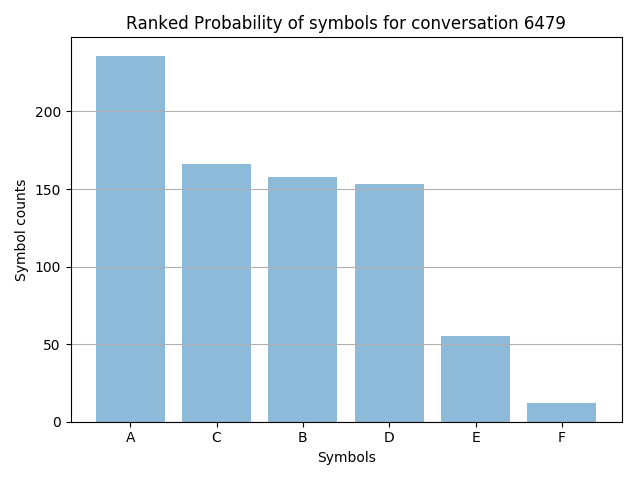 Ranked Probability of symbols for conversation 6479
Symbol counts
200
150
100
50
0
A C B D E F
Symbols